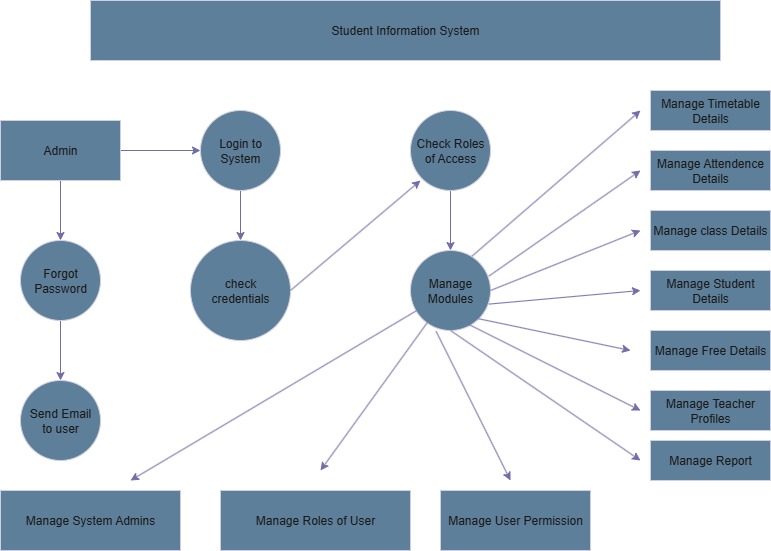 Student Information System
Admin
Login to
System
Check Roles
of Access
Manage Timetable
Details
Manage Attendence
Details
Manage class Details
Forgot
Password
check
credentials
Manage
Modules
Manage Student
Details
Manage Free Details
Send Email
to user
Manage Teacher
Profiles
Manage Report
Manage System Admins
Manage Roles of User
Manage User Permission